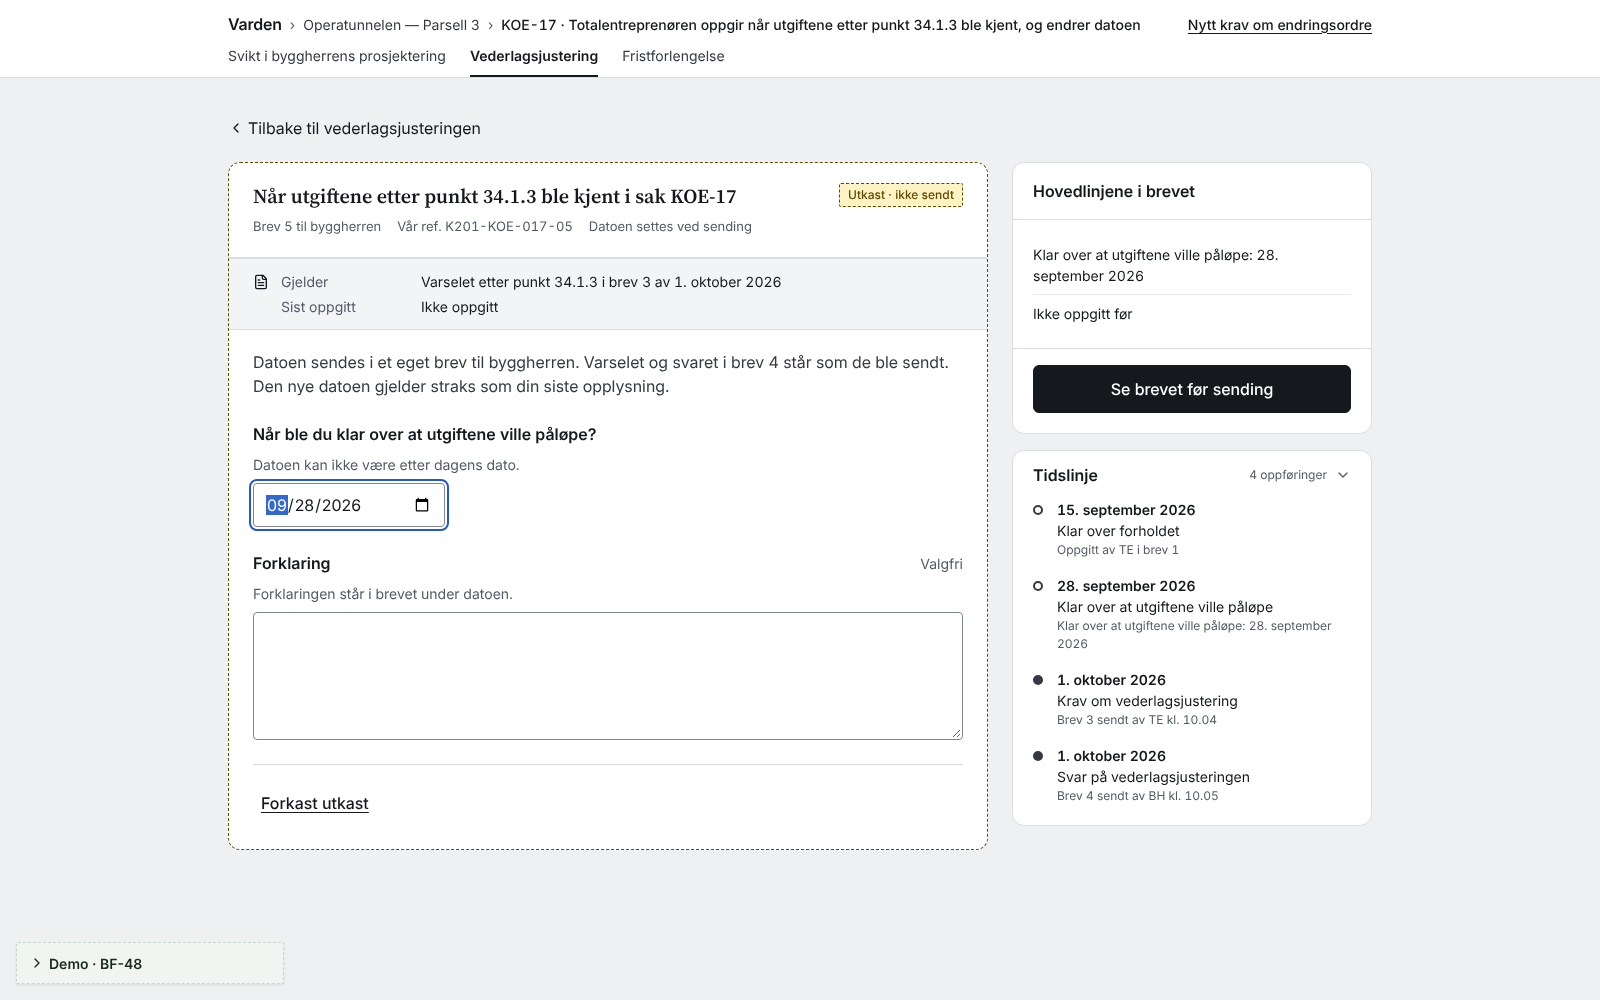 Varden › Operatunnelen — Parsell 3 › KOE-17 · Totalentreprenøren oppgir når utgiftene etter punkt 34.1.3 ble kjent, og endrer datoen
Nytt krav om endringsordre
Svikt i byggherrens prosjektering
Vederlagsjustering
Fristforlengelse
Tilbake til vederlagsjusteringen
Når utgiftene etter punkt 34.1.3 ble kjent i sak KOE-17
Utkast · ikke sendt
Brev 5 til byggherren
Vår ref. K201-KOE-017-05
Datoen settes ved sending
Gjelder
Varselet etter punkt 34.1.3 i brev 3 av 1. oktober 2026
Sist oppgitt
Ikke oppgitt
Datoen sendes i et eget brev til byggherren. Varselet og svaret i brev 4 står som de ble sendt.
Den nye datoen gjelder straks som din siste opplysning.
Når ble du klar over at utgiftene ville påløpe?
Datoen kan ikke være etter dagens dato.
09/28/2026
Forklaring
Valgfri
Forklaringen står i brevet under datoen.
Forkast utkast
Hovedlinjene i brevet
Klar over at utgiftene ville påløpe: 28.
september 2026
Ikke oppgitt før
Se brevet før sending
Tidslinje
4 oppføringer
15. september 2026
Klar over forholdet
Oppgitt av TE i brev 1
28. september 2026
Klar over at utgiftene ville påløpe
Klar over at utgiftene ville påløpe: 28. september
2026
1. oktober 2026
Krav om vederlagsjustering
Brev 3 sendt av TE kl. 10.04
1. oktober 2026
Svar på vederlagsjusteringen
Brev 4 sendt av BH kl. 10.05
Demo · BF-48